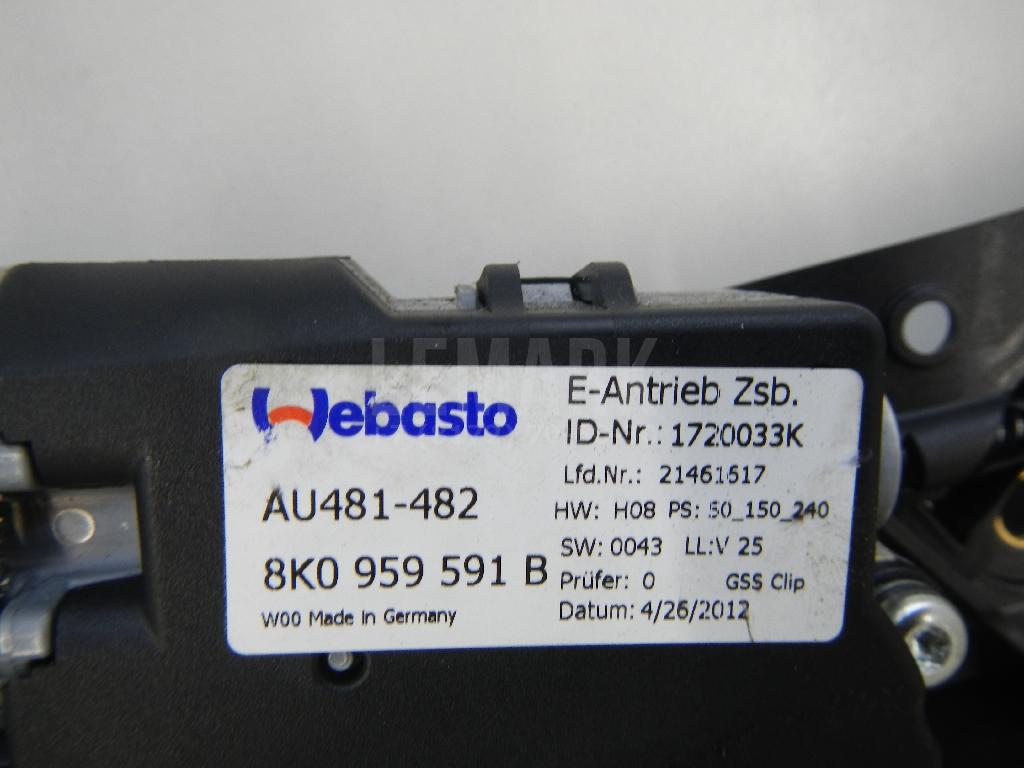 LEMARK
Webasto
AU481-482
8K0 959 591 B
W00 Made in Germany
E-Antrieb Zsb.
ID-Nr.: 1720033K
Lfd.Nr.: 21461517
HW: H08 PS: 50_150_240
SW: 0043 LL:V 25
Prüfer: 0 GSS Clip
Datum: 4/26/2012